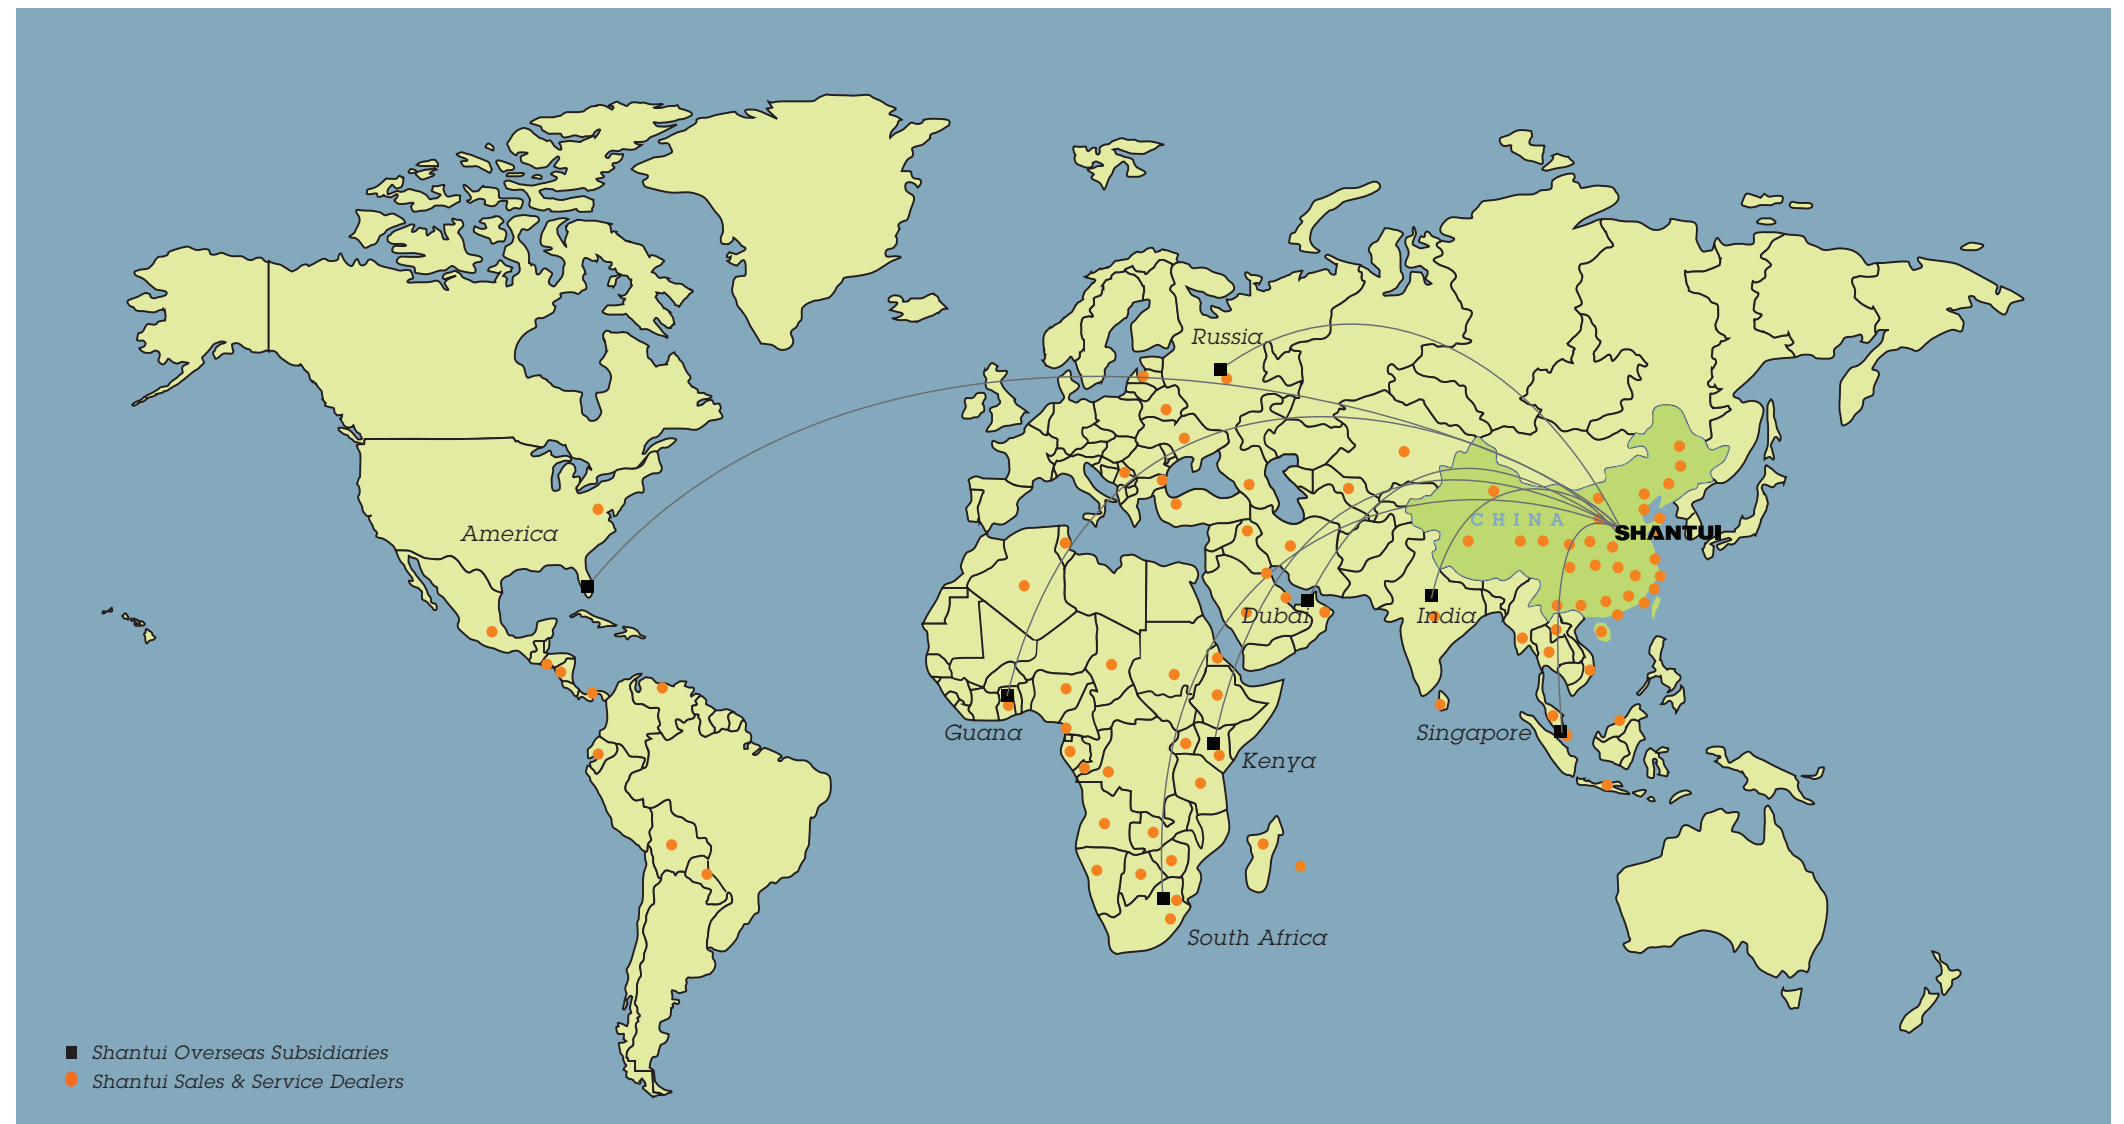 Russia
America
CHINA
SHANTUI
Dubai
India
Guana
Singapore
Kenya
South Africa
Shantui Overseas Subsidiaries
Shantui Sales & Service Dealers